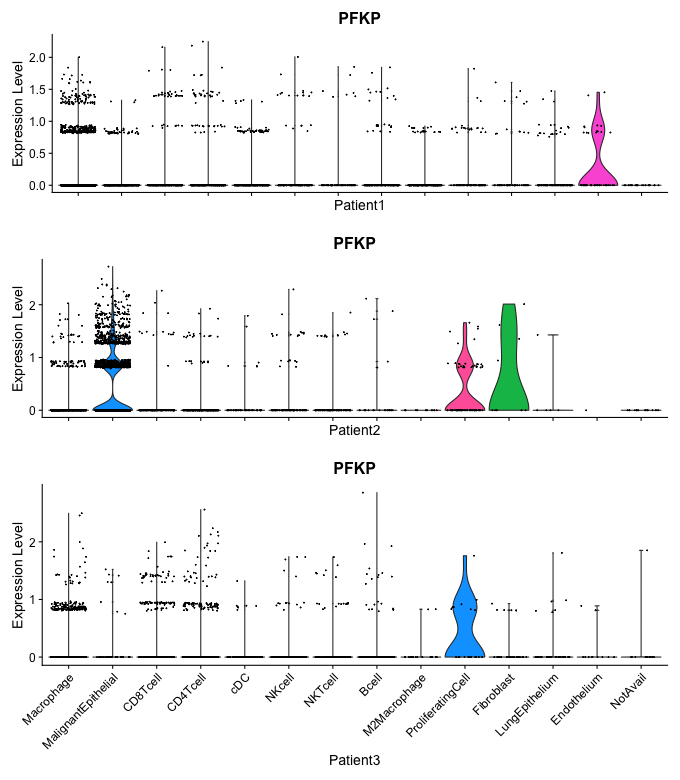 PFKP
Expression Level
2.0
1.5
1.0
0.5
0.0
Patient1
PFKP
Expression Level
2
1
0
Patient2
PFKP
Expression Level
2
1
0
Macrophage
MalignantEpithelial
CD8Tcell
CD4Tcell
cDC
NKcell
NKTcell
Bcell
M2Macrophage
ProliferatingCell
Fibroblast
LungEpithelium
Endothelium
NotAvail
Patient3